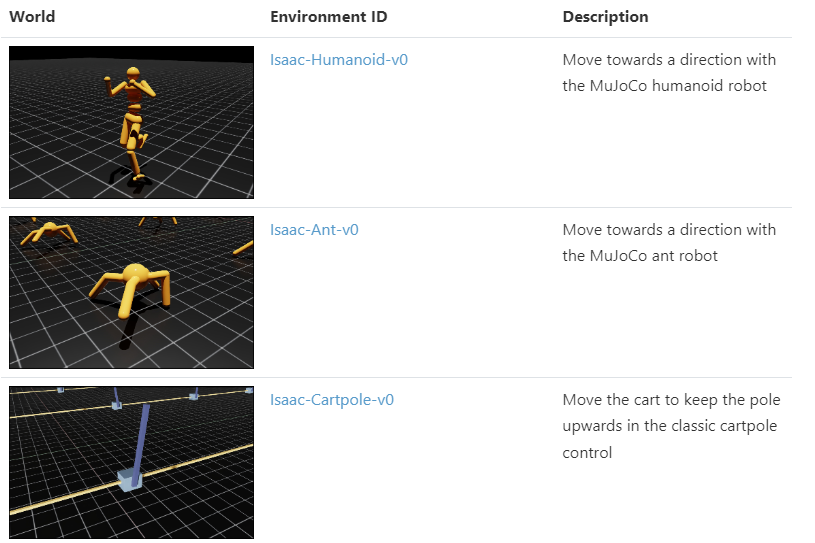 World Environment ID Description
Isaac-Humanoid-v0
Move towards a direction with
the MuJoCo humanoid robot
Isaac-Ant-v0
Move towards a direction with
the MuJoCo ant robot
Isaac-Cartpole-v0
Move the cart to keep the pole
upwards in the classic cartpole
control